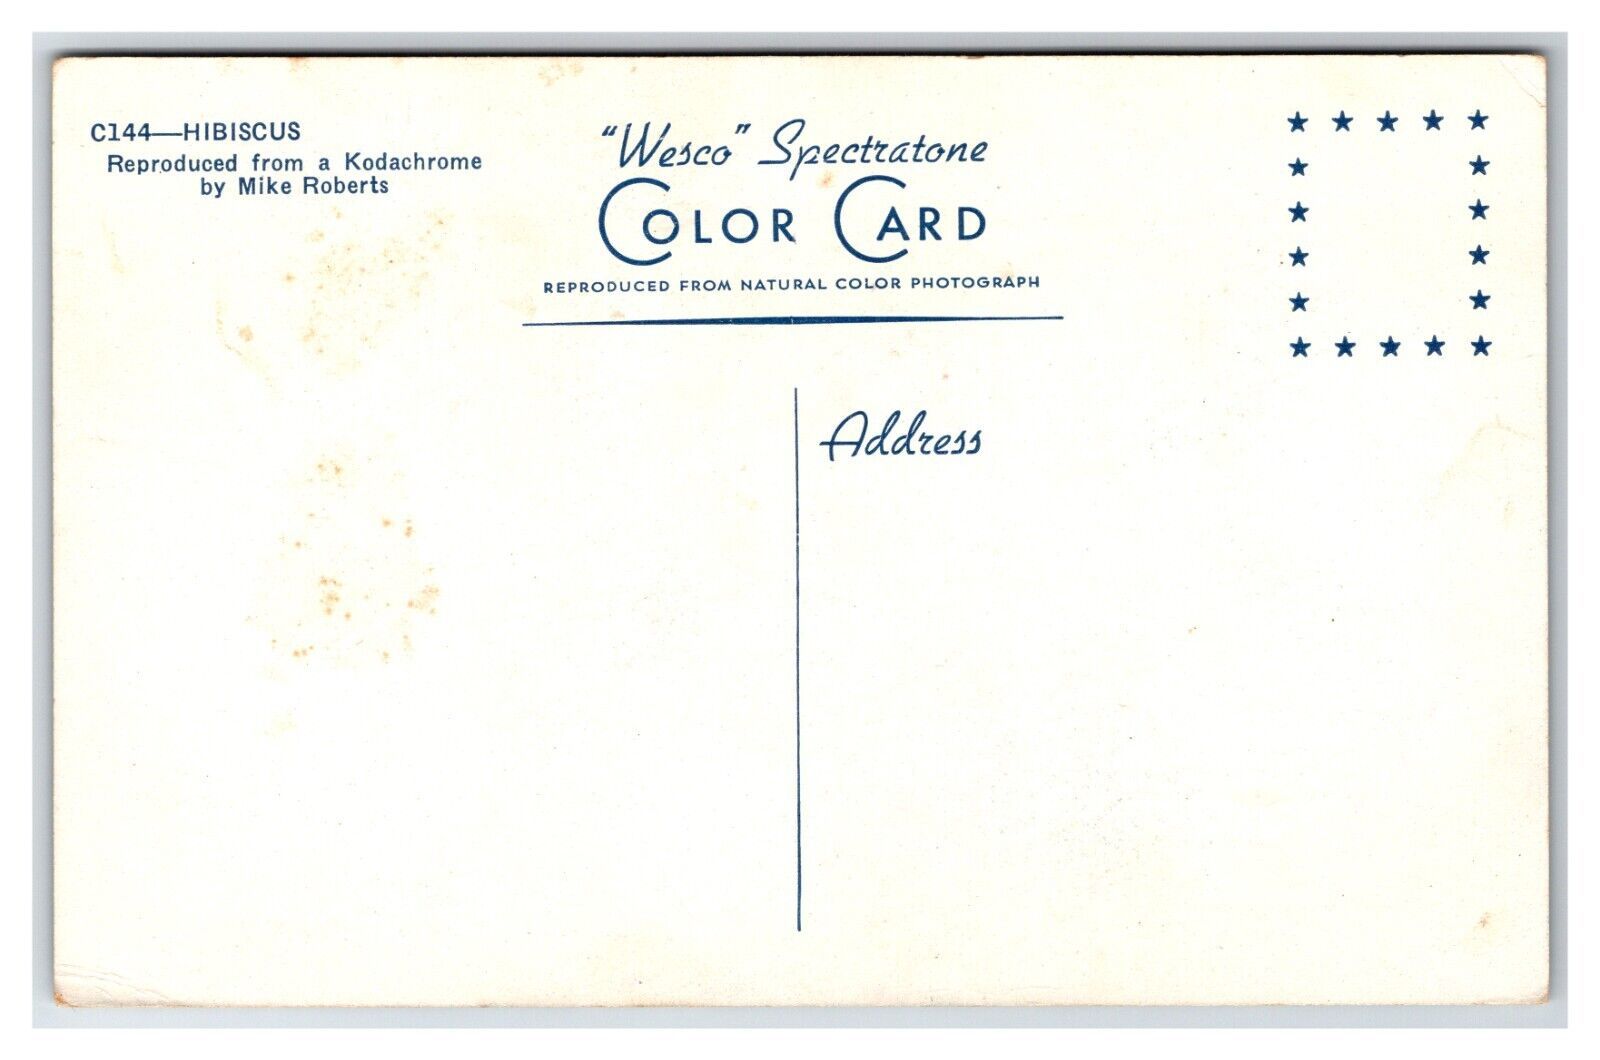 C144—HIBISCUS
Reproduced from a Kodachrome
by Mike Roberts
"Wesco" Spectratone
COLOR CARD
REPRODUCED FROM NATURAL COLOR PHOTOGRAPH
Address